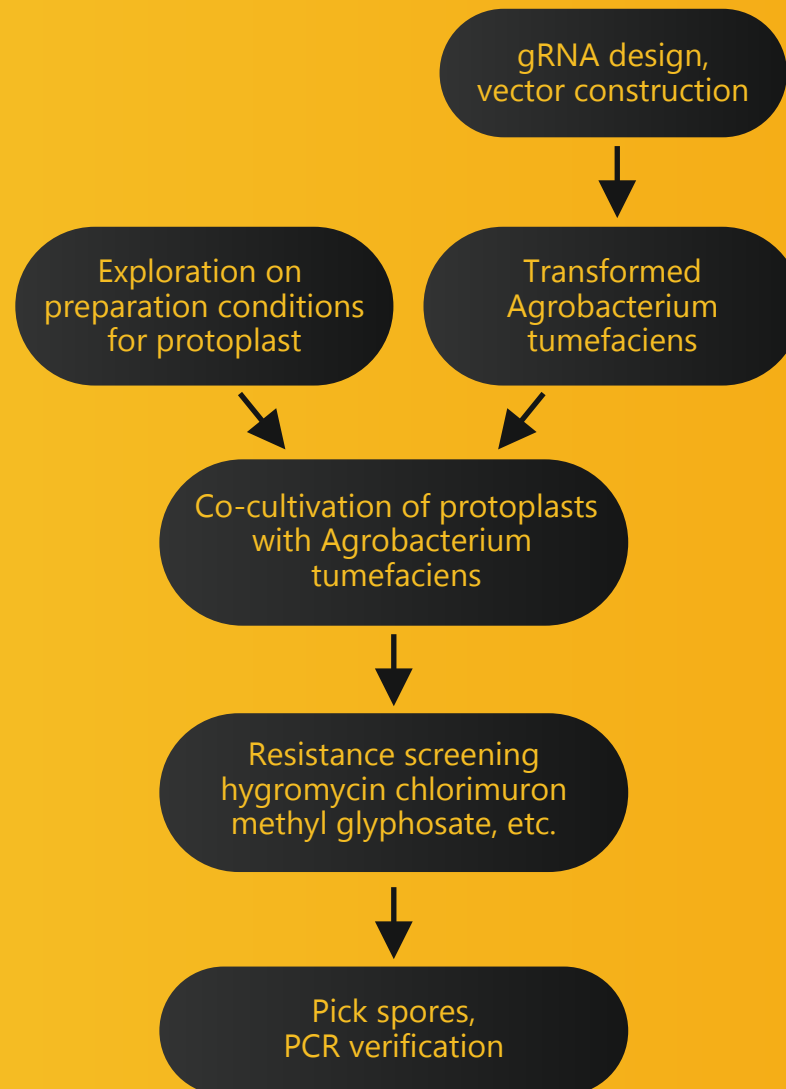 gRNA design,
vector construction
Exploration on
preparation conditions
for protoplast
Transformed
Agrobacterium
tumefaciens
Co-cultivation of protoplasts
with Agrobacterium
tumefaciens
Resistance screening
hygromycin chlorimuron
methyl glyphosate, etc.
Pick spores,
PCR verification